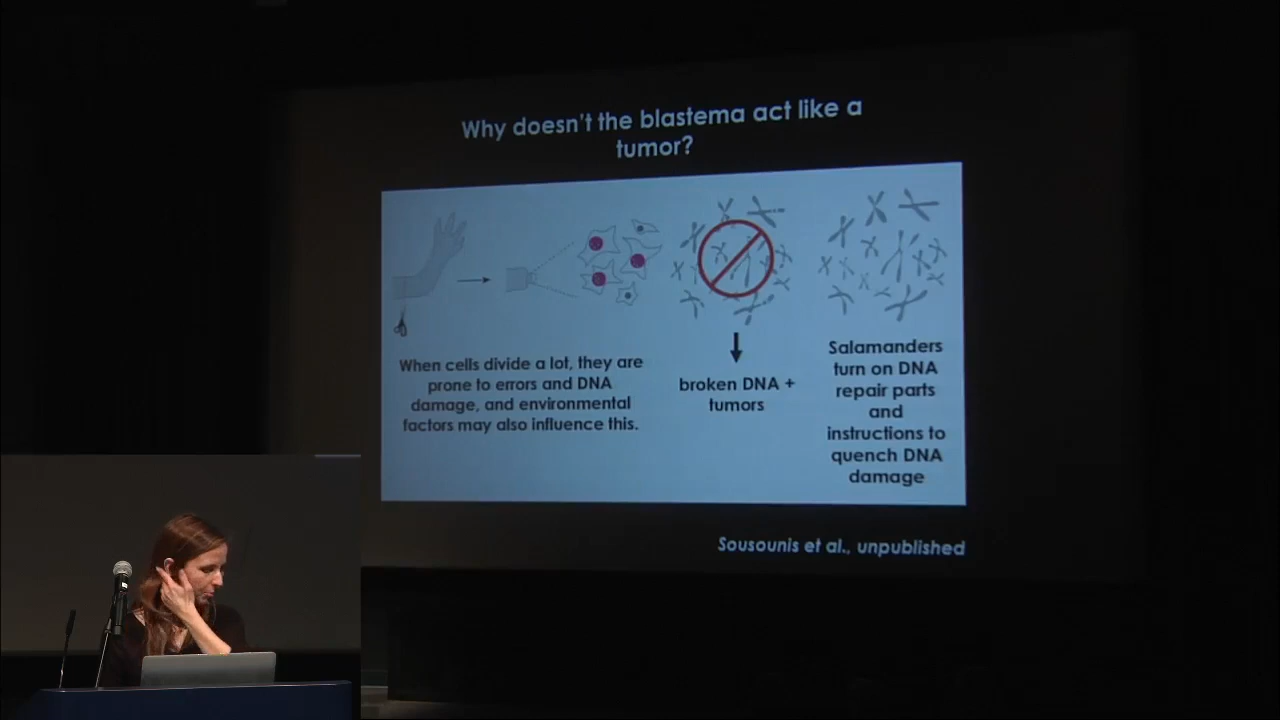 Why doesn't the blastema act like a
tumor?
When cells divide a lot, they are
prone to errors and DNA
damage, and environmental
factors may also influence this.
broken DNA +
tumors
Salamanders
turn on DNA
repair parts
and
instructions to
quench DNA
damage
Sousounis et al., unpublished